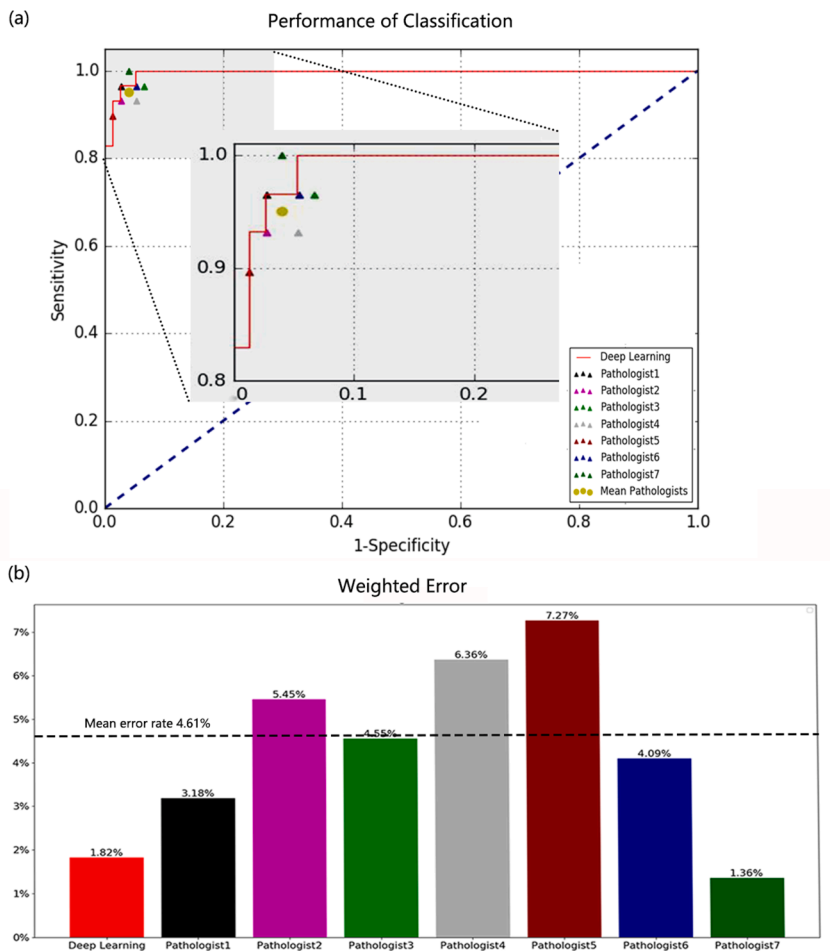 (a)
Performance of Classification
1.0
0.8
0.6
0.4
0.2
0.0
Sensitivity
1.0
0.9
0.8
0
0.1
0.2
Deep Learning
Pathologist1
Pathologist2
Pathologist3
Pathologist4
Pathologist5
Pathologist6
Pathologist7
Mean Pathologists
0.0 0.2 0.4 0.6 0.8 1.0
1-Specificity
(b)
Weighted Error
7%
6%
5%
4%
3%
2%
1%
0%
Mean error rate 4.61%
1.82%
3.18%
5.45%
4.55%
6.36%
7.27%
4.09%
1.36%
Deep Learning Pathologist1 Pathologist2 Pathologist3 Pathologist4 Pathologist5 Pathologist6 Pathologist7